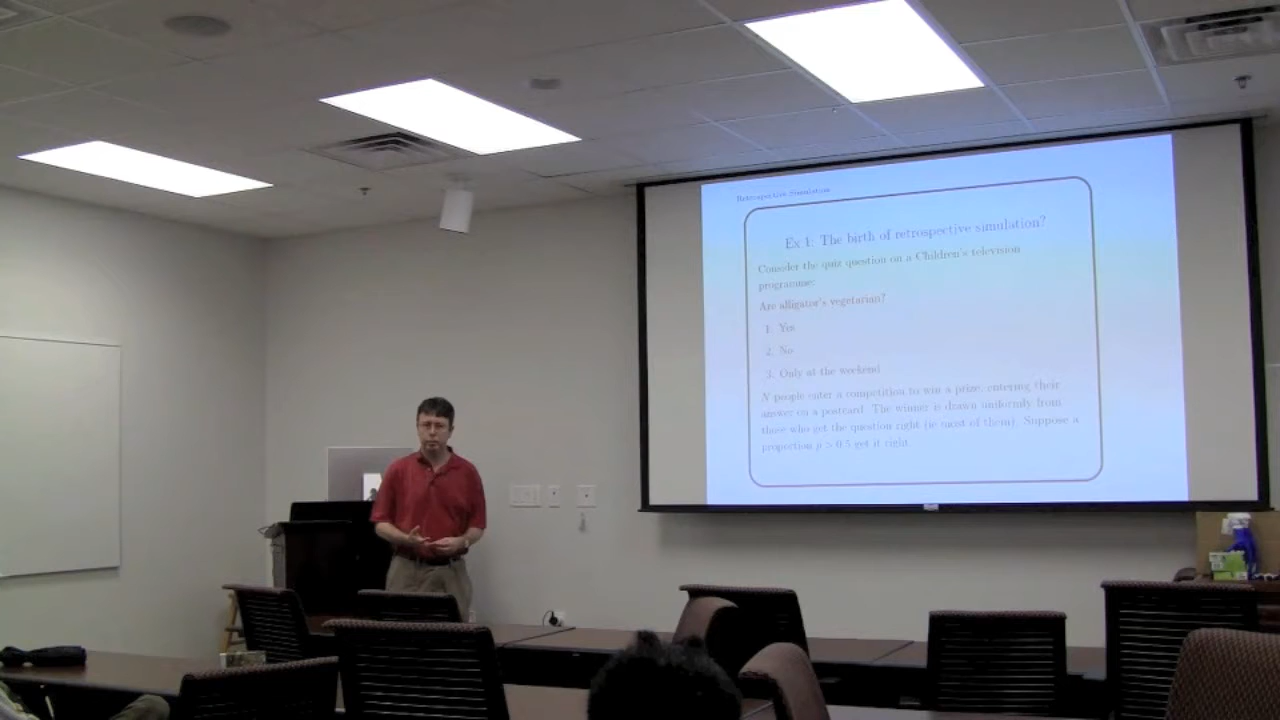 Retrospective Simulation
Ex 1: The birth of retrospective simulation?
Consider the quiz question on a Children's television
programme:
Are alligator's vegetarian?
1. Yes
2. No
3. Only at the weekend
N people enter a competition to win a prize, entering their
answer on a postcard. The winner is drawn uniformly from
those who get the question right (ie most of them). Suppose a
proportion p > 0.5 get it right.